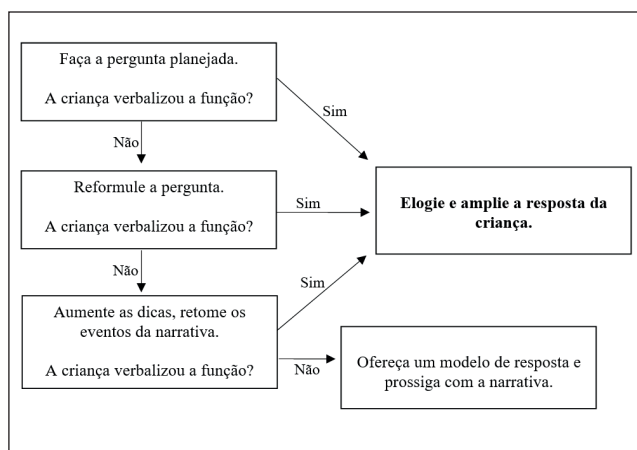 Faça a pergunta planejada.
A criança verbalizou a função?
Sim
Não
Reformule a pergunta.
A criança verbalizou a função?
Sim
Elogie e amplie a resposta da
criança.
Não
Sim
Aumente as dicas, retome os
eventos da narrativa.
A criança verbalizou a função?
Não
Ofereça um modelo de resposta e
prossiga com a narrativa.